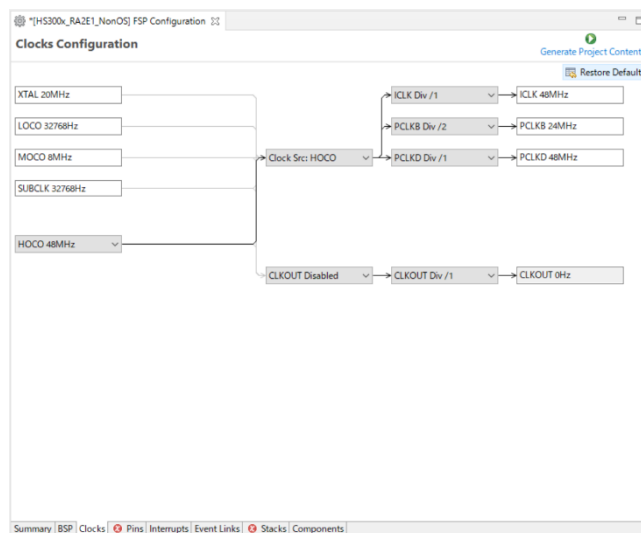 *[HS300x_RA2E1_NonOS] FSP Configuration
Clocks Configuration
Generate Project Content
Restore Default
XTAL 20MHz
ICLK Div /1
ICLK 48MHz
LOCO 32768Hz
PCLKB Div /2
PCLKB 24MHz
MOCO 8MHz
Clock Src: HOCO
PCLKD Div /1
PCLKD 48MHz
SUBCLK 32768Hz
HOCO 48MHz
CLKOUT Disabled
CLKOUT Div /1
CLKOUT 0Hz
Summary BSP Clocks Pins Interrupts Event Links Stacks Components